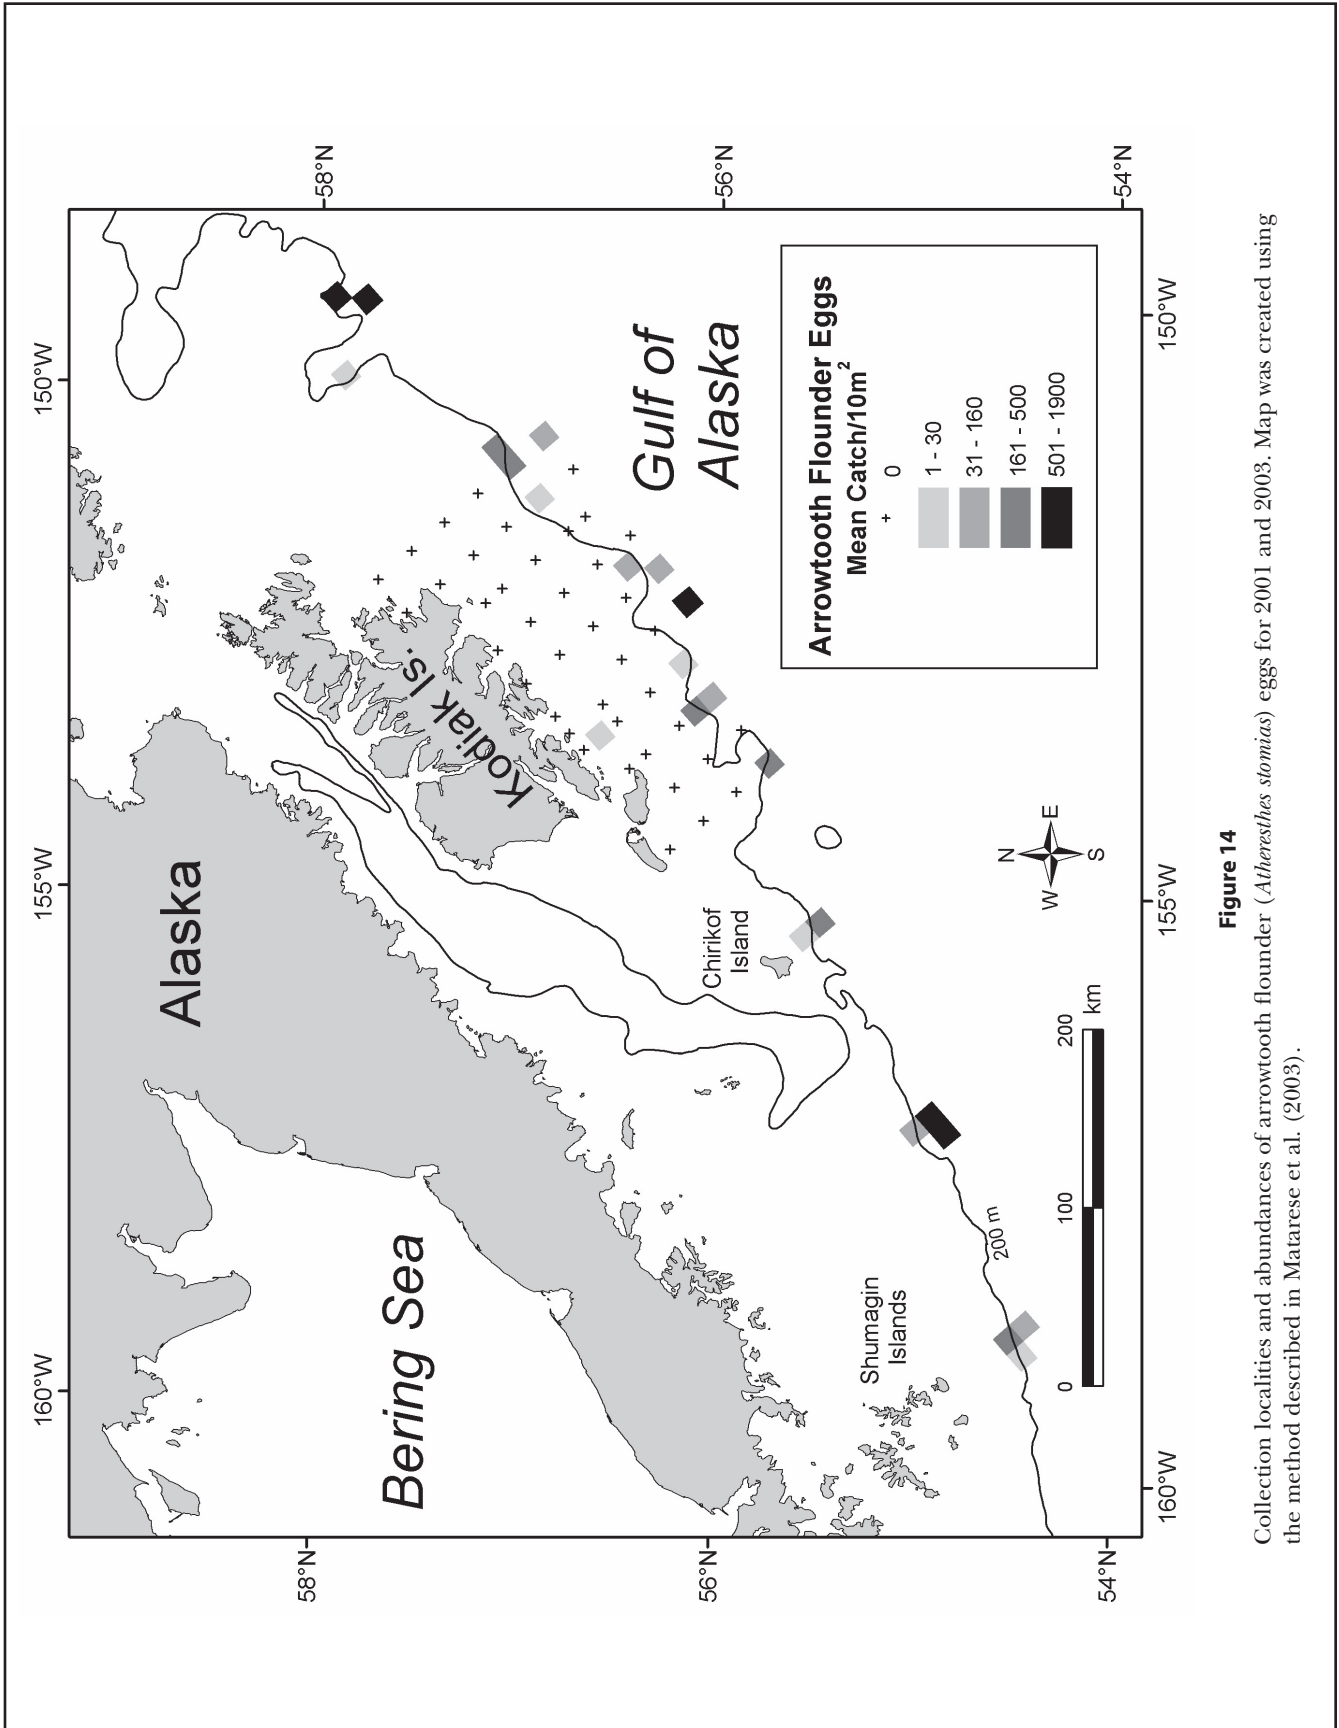 150°W
155°W
160°W
58°N
56°N
54°N
58°N
56°N
54°N
150°W
155°W
160°W
Alaska
Bering Sea
Kodiak Is.
Gulf of
Alaska
Chirikof
Island
Shumagin
Islands
200 m
N
W
E
S
0
100
200
km
Arrowtooth Flounder Eggs
Mean Catch/10m²
+ 0
1 - 30
31 - 160
161 - 500
501 - 1900
Figure 14
Collection localities and abundances of arrowtooth flounder (Atheresthes stomias) eggs for 2001 and 2003. Map was created using
the method described in Matarese et al. (2003).